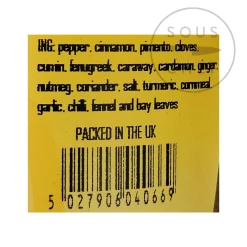 SOUS
CHEF
ING: pepper, cinnamon, pimento, cloves,
cumin, fenugreek, caraway, cardamon, ginger,
nutmeg, coriander, salt, turmeric, cornmeal,
garlic, chilli, fennel and bay leaves
PACKED IN THE UK
5 027906 040669